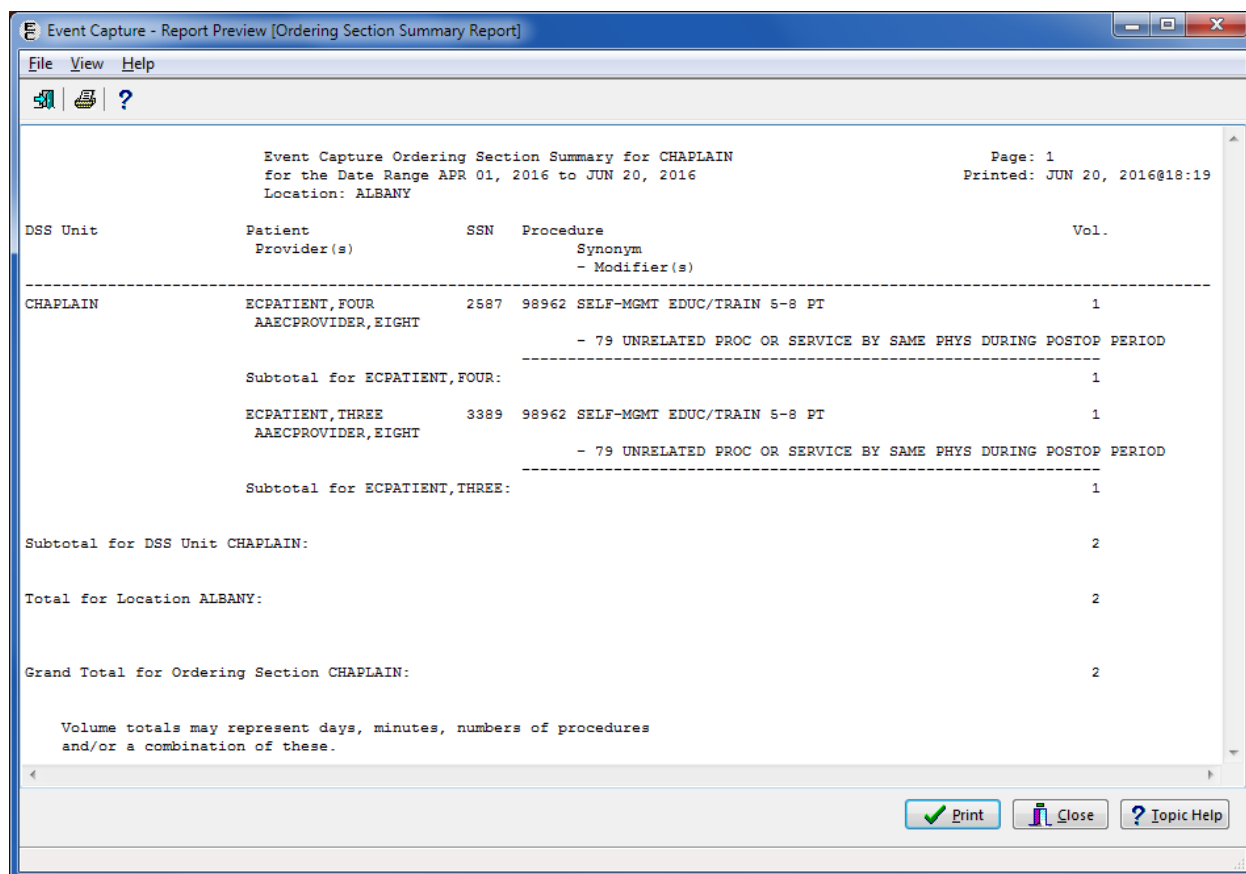 Event Capture - Report Preview [Ordering Section Summary Report]
File View Help
Event Capture Ordering Section Summary for CHAPLAIN Page: 1
for the Date Range APR 01, 2016 to JUN 20, 2016 Printed: JUN 20, 2016@18:19
Location: ALBANY
DSS Unit Patient SSN Procedure Vol.
Provider(s) Synonym
- Modifier(s)
CHAPLAIN ECPATIENT,FOUR 2587 98962 SELF-MGMT EDUC/TRAIN 5-8 PT 1
AAECPROVIDER,EIGHT
- 79 UNRELATED PROC OR SERVICE BY SAME PHYS DURING POSTOP PERIOD
Subtotal for ECPATIENT,FOUR: 1
ECPATIENT,THREE 3389 98962 SELF-MGMT EDUC/TRAIN 5-8 PT 1
AAECPROVIDER,EIGHT
- 79 UNRELATED PROC OR SERVICE BY SAME PHYS DURING POSTOP PERIOD
Subtotal for ECPATIENT,THREE: 1
Subtotal for DSS Unit CHAPLAIN: 2
Total for Location ALBANY: 2
Grand Total for Ordering Section CHAPLAIN: 2
Volume totals may represent days, minutes, numbers of procedures
and/or a combination of these.
Print Close Topic Help